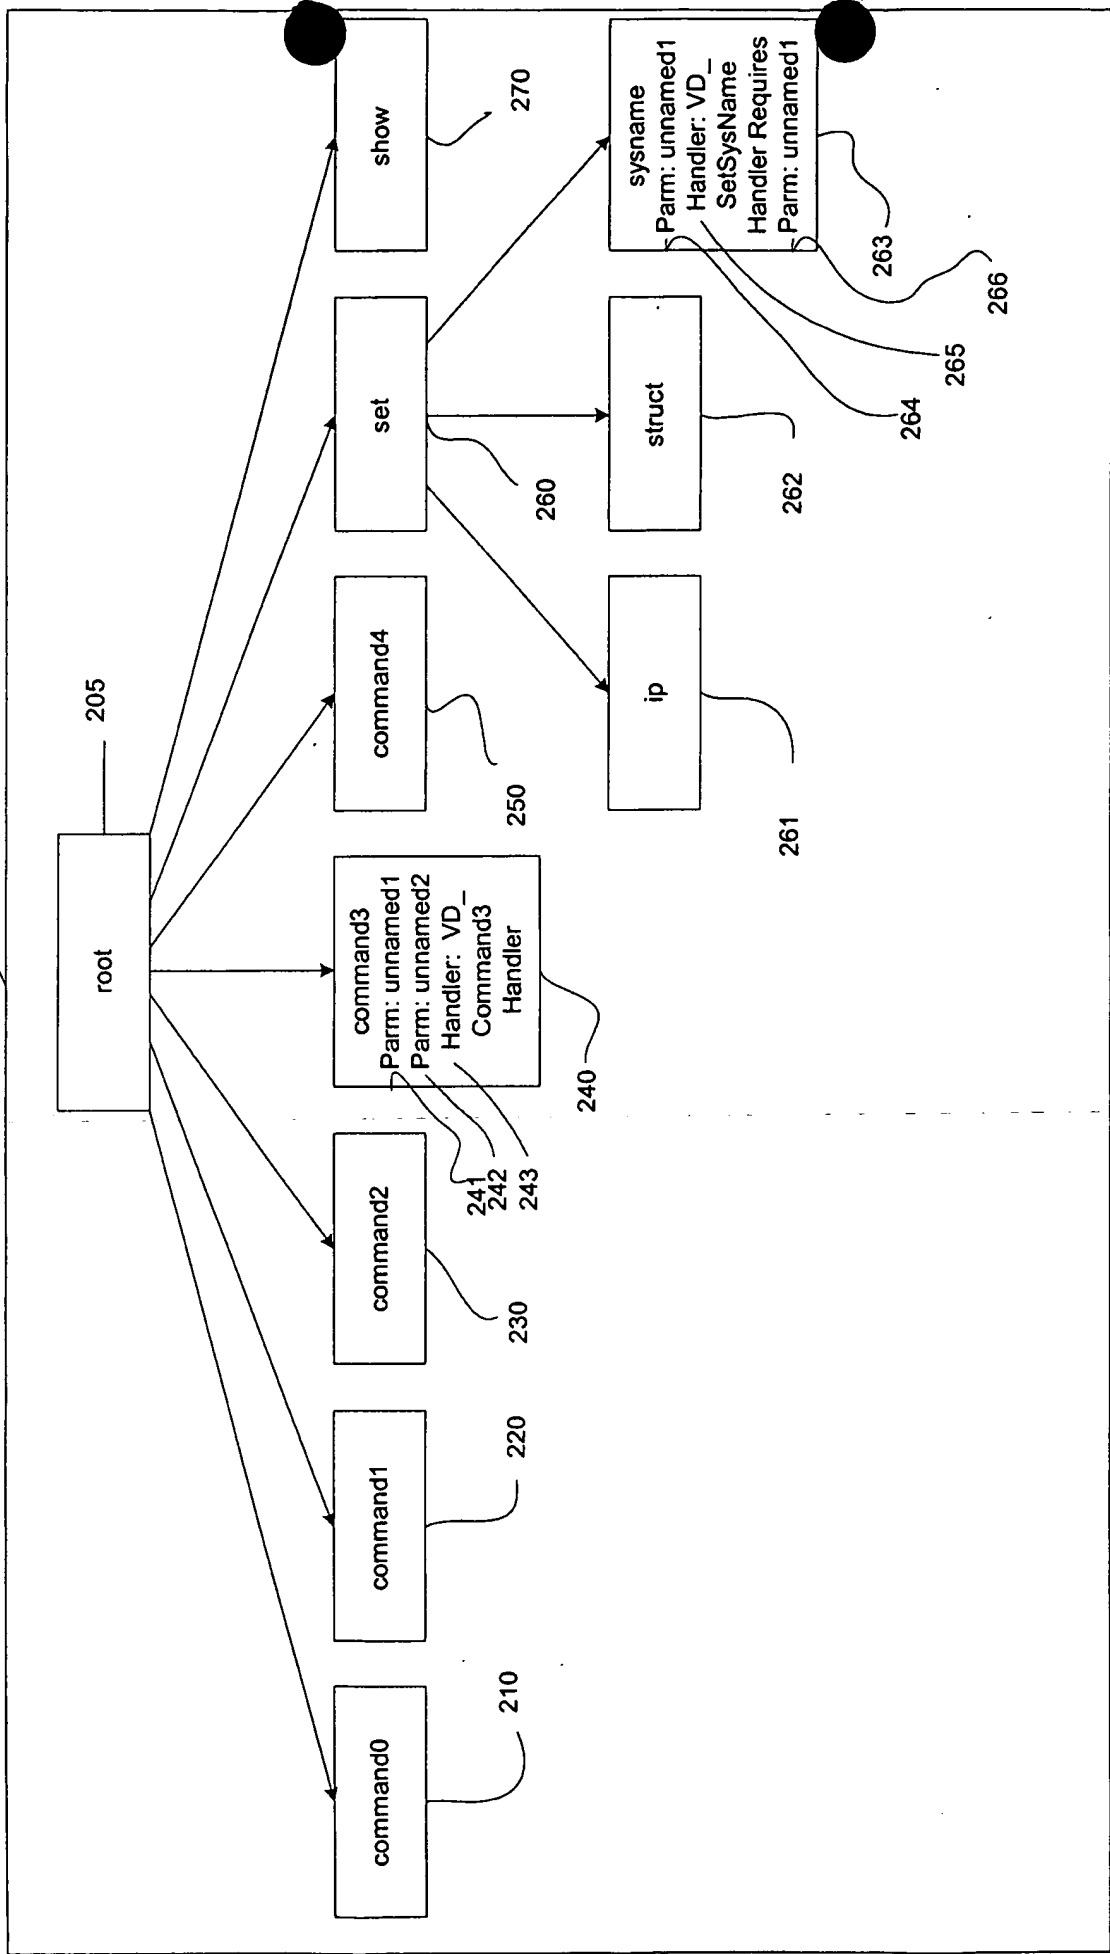 root
205
command0
210
command1
220
command2
230
command3
Parm: unnamed1
Parm: unnamed2
Handler: VD_
Command3
Handler
241
242
243
240
command4
250
set
260
show
270
ip
261
struct
262
sysname
Parm: unnamed1
Handler: VD_
SetSysName
Handler Requires
Parm: unnamed1
263
264
265
266